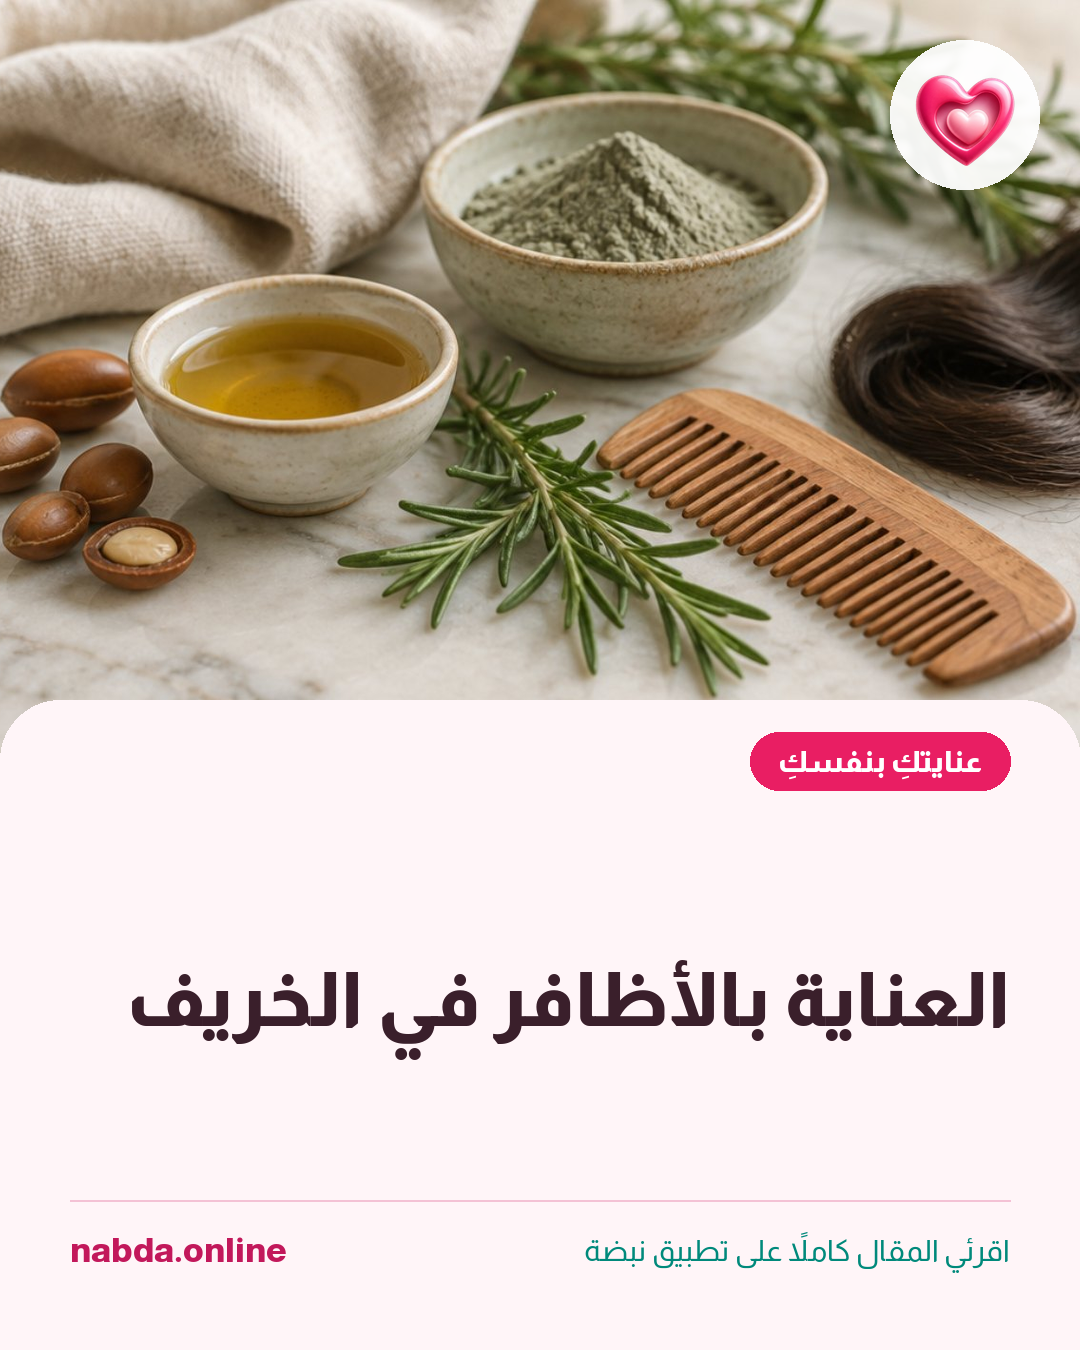 عنايتكِ بنفسكِ
العناية بالأظافر في الخريف
اقرئي المقال كاملًا على تطبيق نبضة
nabda.online